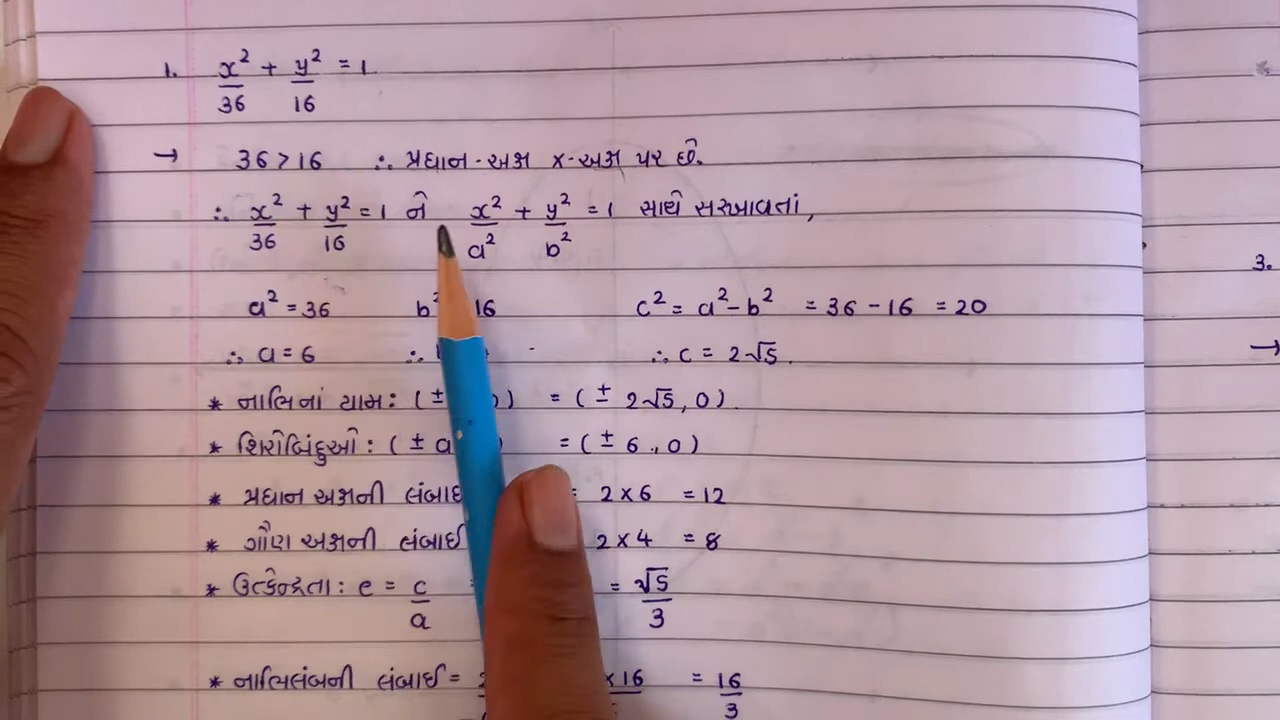 1. x²/36 + y²/16 = 1
→ 36 > 16 ∴ પ્રધાન-અક્ષ x-અક્ષ પર છે.
∴ x²/36 + y²/16 = 1 ને x²/a² + y²/b² = 1 સાથે સરખાવતાં,
a² = 36 b² 16 c² = a² - b² = 36 - 16 = 20
∴ a = 6 ∴ ∴ c = 2√5.
* નાભિનાં યામ: (± ) = (± 2√5, 0).
* શિરોબિંદુઓ: (± a ) = (± 6, 0)
* પ્રધાન અક્ષની લંબાઈ = 2 × 6 = 12
* ગૌણ અક્ષની લંબાઈ 2 × 4 = 8
* ઉત્કેન્દ્રતા: e = c/a = √5/3
* નાભિલંબની લંબાઈ = × 16 = 16/3
3.
→